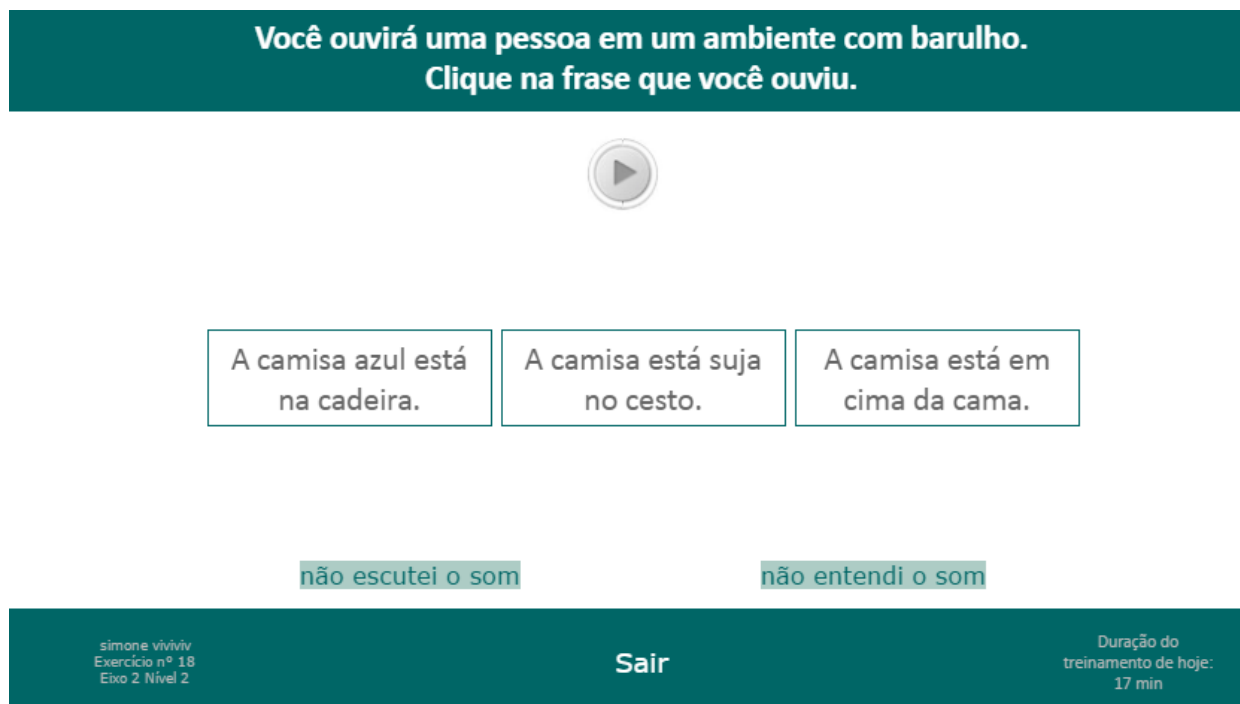 Você ouvirá uma pessoa em um ambiente com barulho.
Clique na frase que você ouviu.
A camisa azul está
na cadeira.
A camisa está suja
no cesto.
A camisa está em
cima da cama.
não escutei o som
não entendi o som
simone viviviv
Exercício nº 18
Eixo 2 Nível 2
Sair
Duração do
treinamento de hoje:
17 min